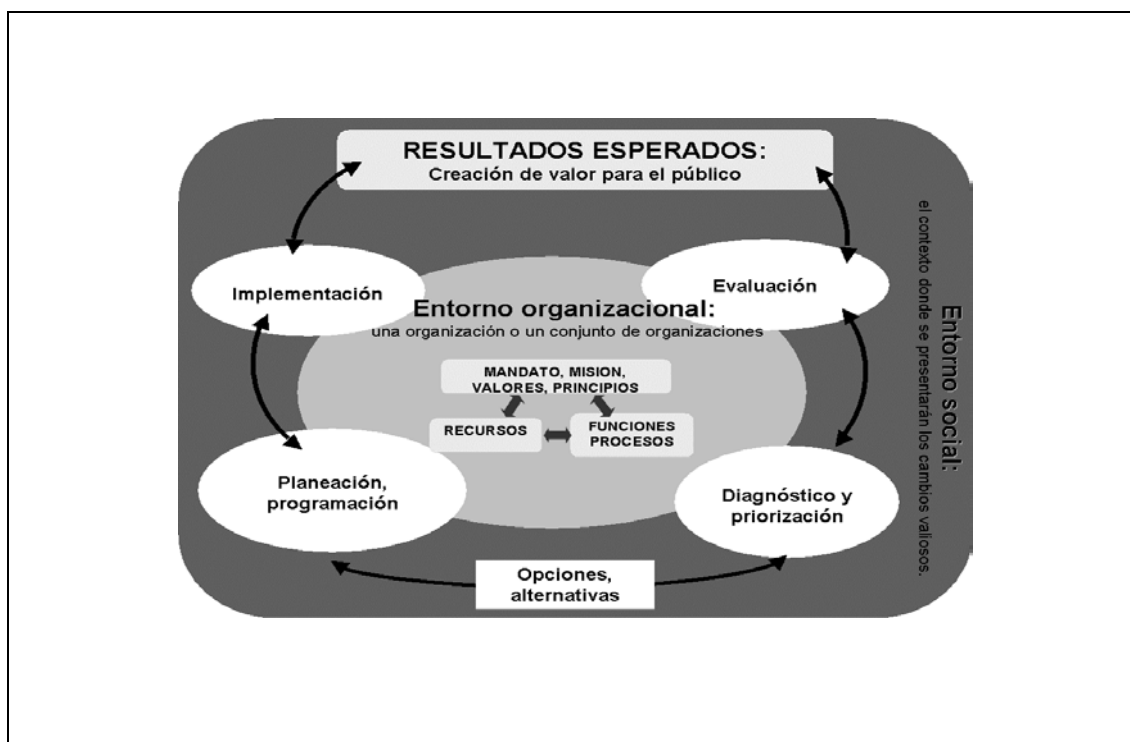 RESULTADOS ESPERADOS:
Creación de valor para el público
Implementación
Evaluación
Entorno organizacional:
una organización o un conjunto de organizaciones
MANDATO, MISION,
VALORES, PRINCIPIOS
RECURSOS
FUNCIONES
PROCESOS
Planeación,
programación
Diagnóstico y
priorización
Opciones,
alternativas
Entorno social:
el contexto donde se presentarán los cambios valiosos.